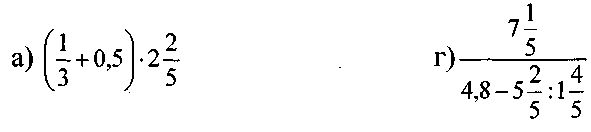 а) (1/3 + 0,5) · 2 2/5
г) 7 1/5 / (4,8 − 5 2/5 : 1 4/5)